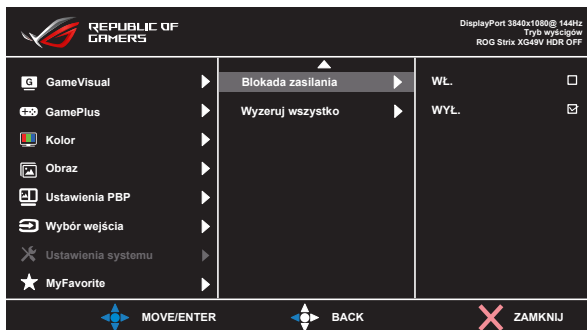 REPUBLIC OF
GAMERS
DisplayPort 3840x1080@ 144Hz
Tryb wyścigów
ROG Strix XG49V HDR OFF
G GameVisual
GamePlus
Kolor
Obraz
Ustawienia PBP
Wybór wejścia
Ustawienia systemu
MyFavorite
Blokada zasilania
Wyzeruj wszystko
WŁ.
WYŁ.
MOVE/ENTER
BACK
ZAMKNIJ